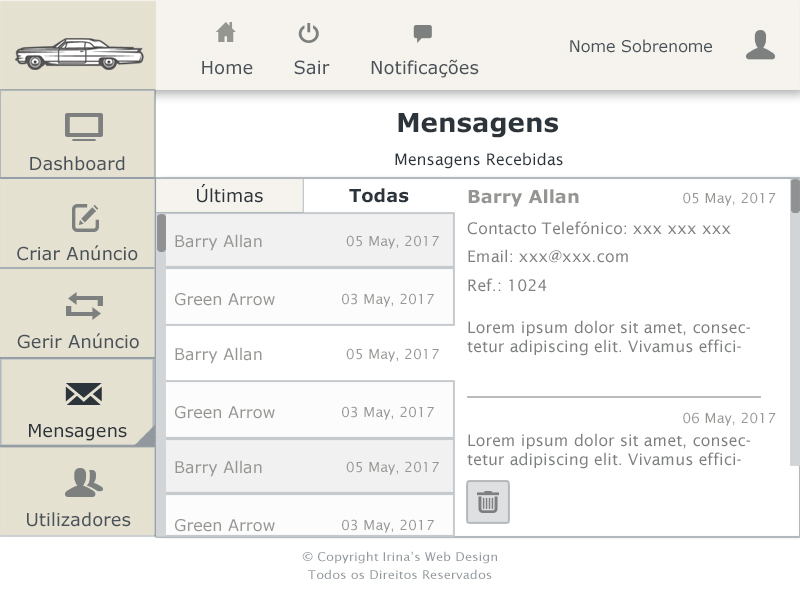 Home
Sair
Notificações
Nome Sobrenome
Dashboard
Criar Anúncio
Gerir Anúncio
Mensagens
Utilizadores
Mensagens
Mensagens Recebidas
Últimas
Todas
Barry Allan 05 May, 2017
Green Arrow 03 May, 2017
Barry Allan 05 May, 2017
Green Arrow 03 May, 2017
Barry Allan 05 May, 2017
Green Arrow 03 May, 2017
Barry Allan 05 May, 2017
Contacto Telefónico: xxx xxx xxx
Email: xxx@xxx.com
Ref.: 1024
Lorem ipsum dolor sit amet, consec-
tetur adipiscing elit. Vivamus effici-
06 May, 2017
Lorem ipsum dolor sit amet, consec-
tetur adipiscing elit. Vivamus effici-
© Copyright Irina's Web Design
Todos os Direitos Reservados